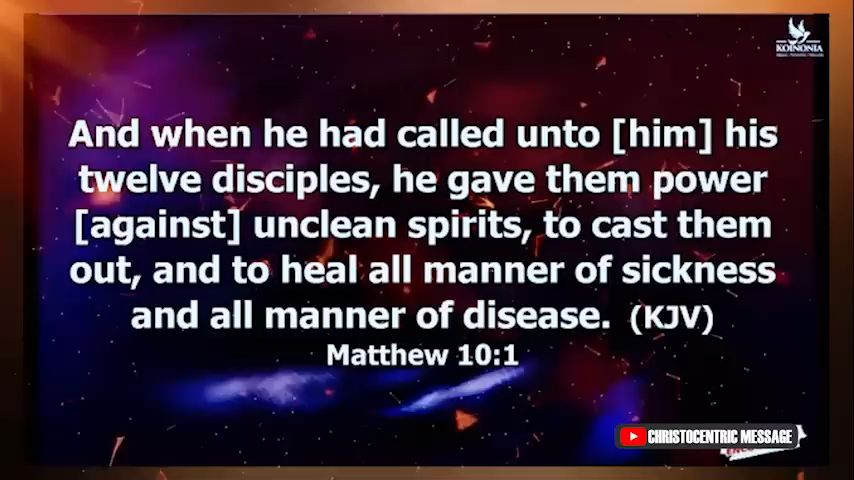 KOINONIA
And when he had called unto [him] his
twelve disciples, he gave them power
[against] unclean spirits, to cast them
out, and to heal all manner of sickness
and all manner of disease. (KJV)
Matthew 10:1
CHRISTOCENTRIC MESSAGE